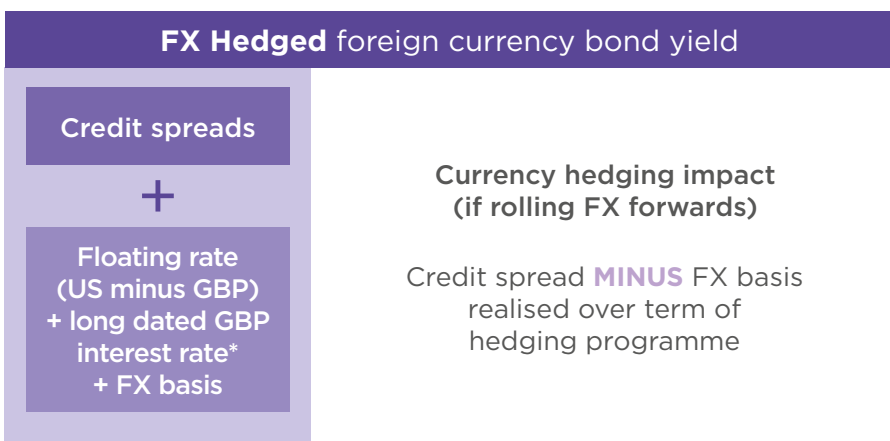 FX Hedged foreign currency bond yield
Credit spreads
+
Floating rate
(US minus GBP)
+ long dated GBP
interest rate*
+ FX basis
Currency hedging impact
(if rolling FX forwards)
Credit spread MINUS FX basis
realised over term of
hedging programme